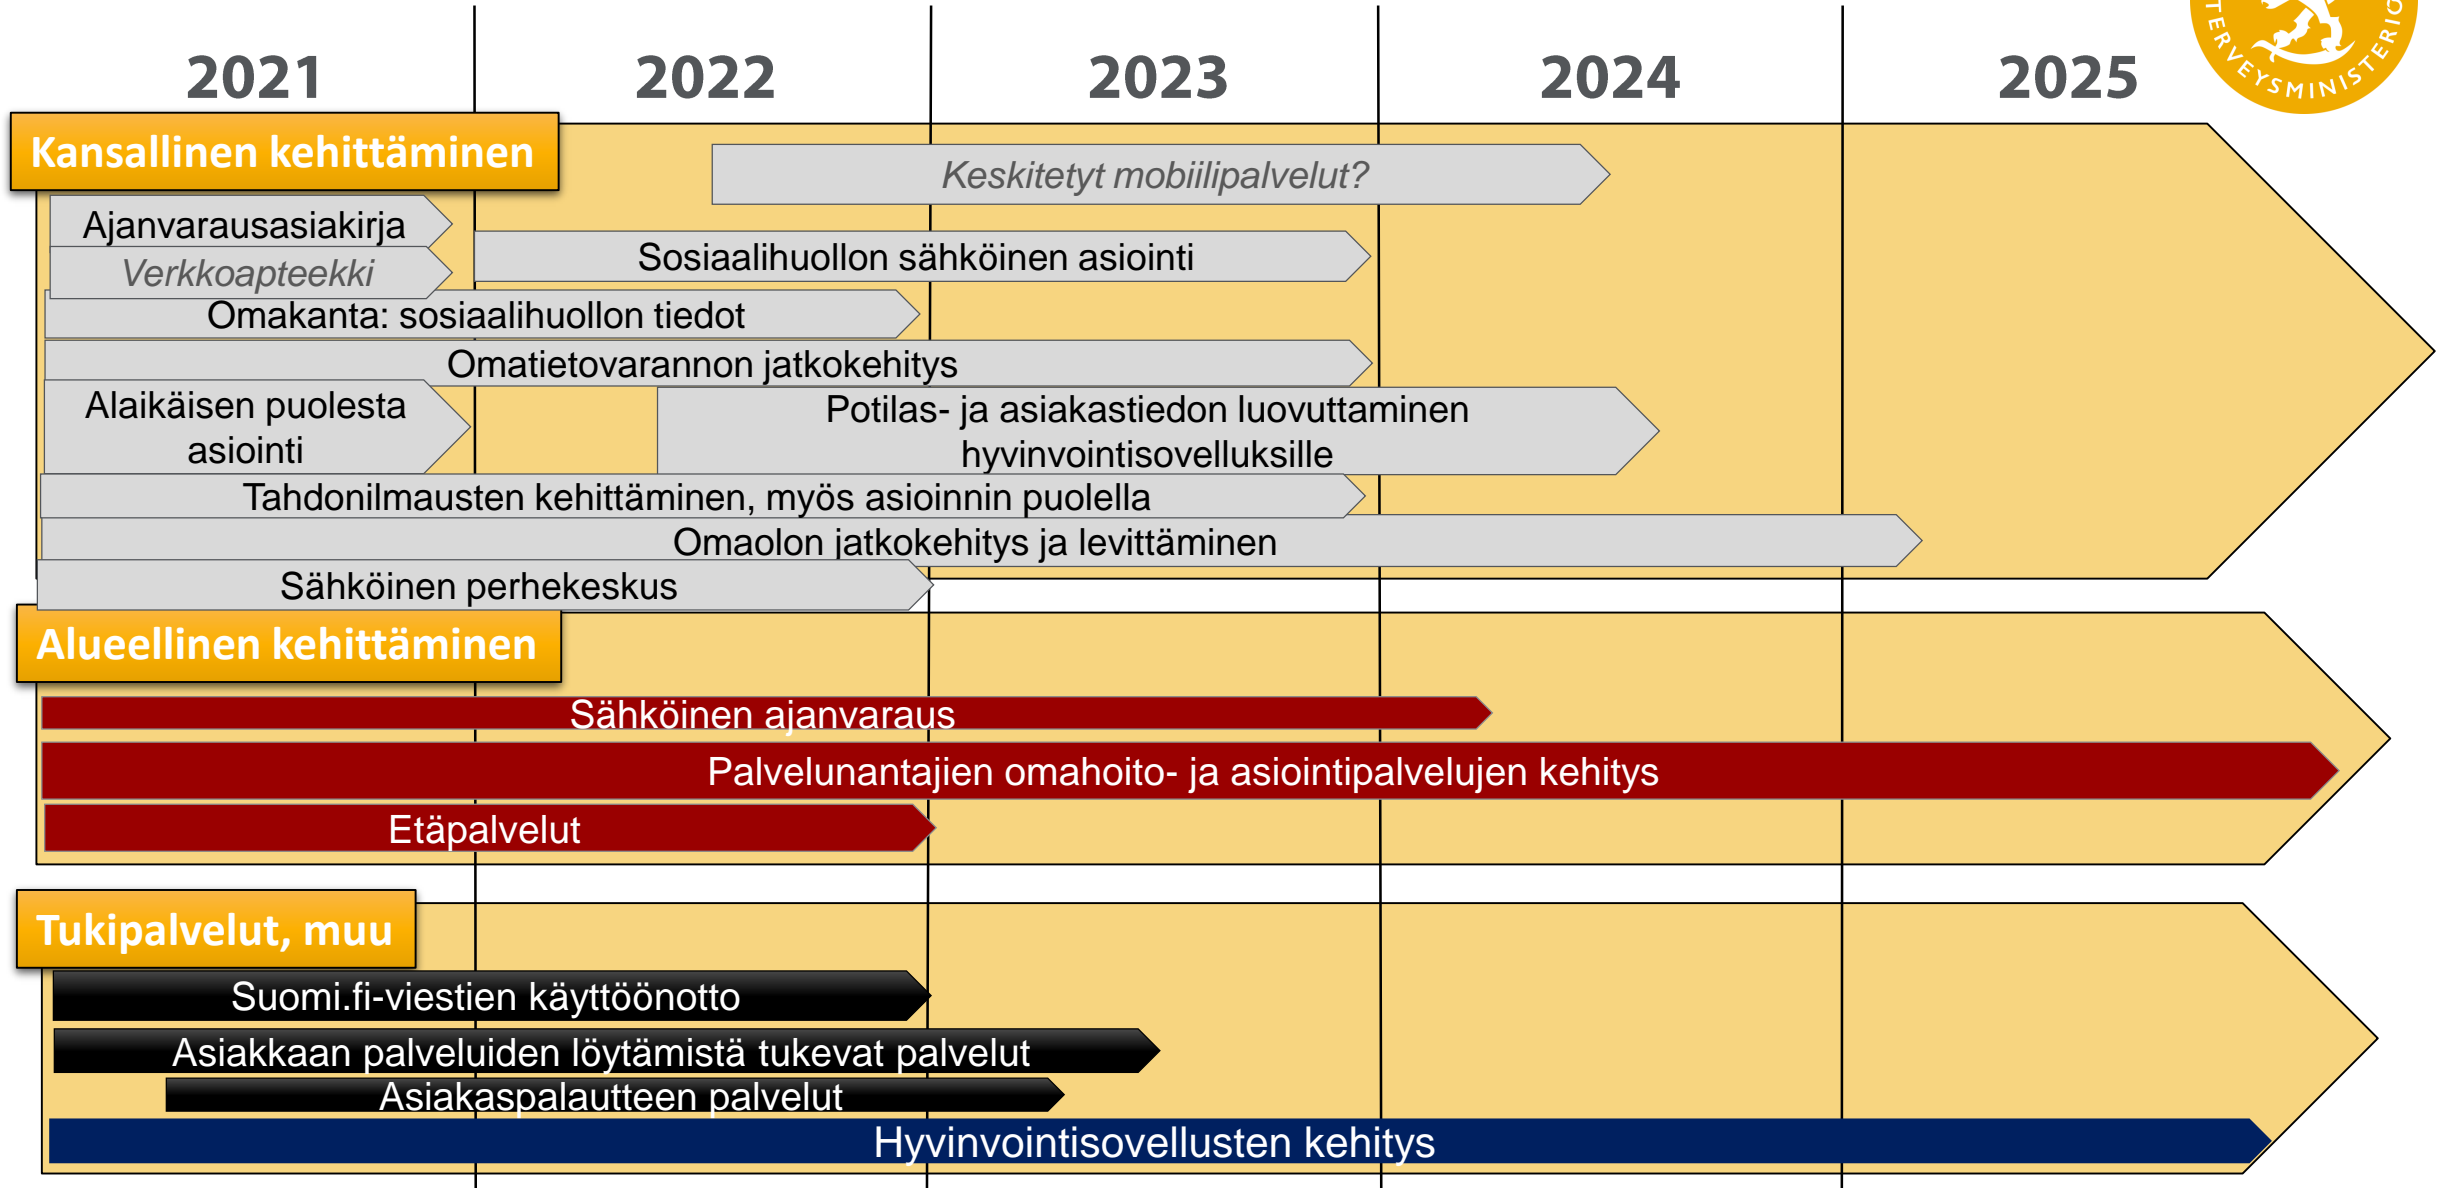 2021
2022
2023
2024
2025
TERVEYSMINISTERIÖ
Kansallinen kehittäminen
Keskitetyt mobiilipalvelut?
Ajanvarausasiakirja
Verkkoapteekki
Sosiaalihuollon sähköinen asiointi
Omakanta: sosiaalihuollon tiedot
Omatietovarannon jatkokehitys
Alaikäisen puolesta
asiointi
Potilas- ja asiakastiedon luovuttaminen
hyvinvointisovelluksille
Tahdonilmausten kehittäminen, myös asioinnin puolella
Omaolon jatkokehitys ja levittäminen
Sähköinen perhekeskus
Alueellinen kehittäminen
Sähköinen ajanvaraus
Palvelunantajien omahoito- ja asiointipalvelujen kehitys
Etäpalvelut
Tukipalvelut, muu
Suomi.fi-viestien käyttöönotto
Asiakkaan palveluiden löytämistä tukevat palvelut
Asiakaspalautteen palvelut
Hyvinvointisovellusten kehitys